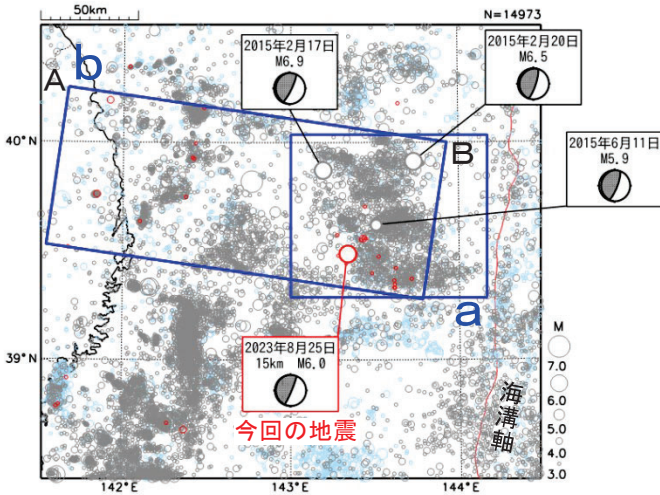 50km
N=14973
2015年2月17日
M6.9
2015年2月20日
M6.5
A
b
40°N
B
2015年6月11日
M5.9
a
39°N
2023年8月25日
15km M6.0
今回の地震
海溝軸
M
7.0
6.0
5.0
4.0
3.0
142°E
143°E
144°E